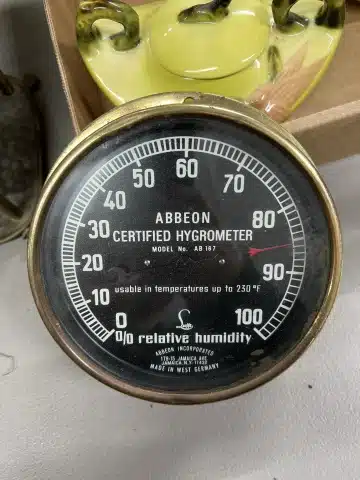 60
50
70
40
80
30
20
90
10
0
100
ABBEON
CERTIFIED HYGROMETER
MODEL No. AB 167
usable in temperatures up to 230°F
% relative humidity
ABBEON INCORPORATED
JAMAICA AVE.
JAMAICA, N.Y.
MADE IN WEST GERMANY